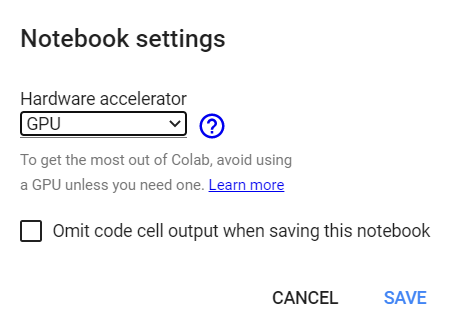 Notebook settings
Hardware accelerator
GPU
?
To get the most out of Colab, avoid using
a GPU unless you need one. Learn more
Omit code cell output when saving this notebook
CANCEL SAVE